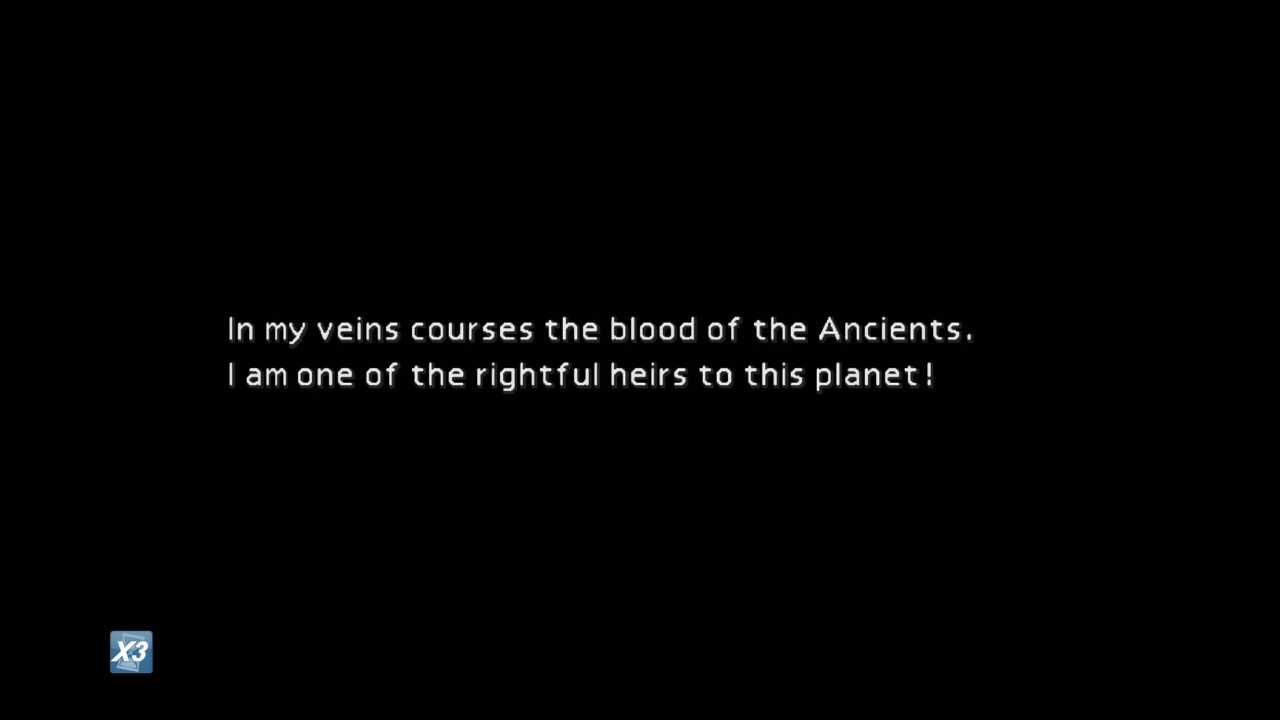 In my veins courses the blood of the Ancients.
I am one of the rightful heirs to this planet!
X3